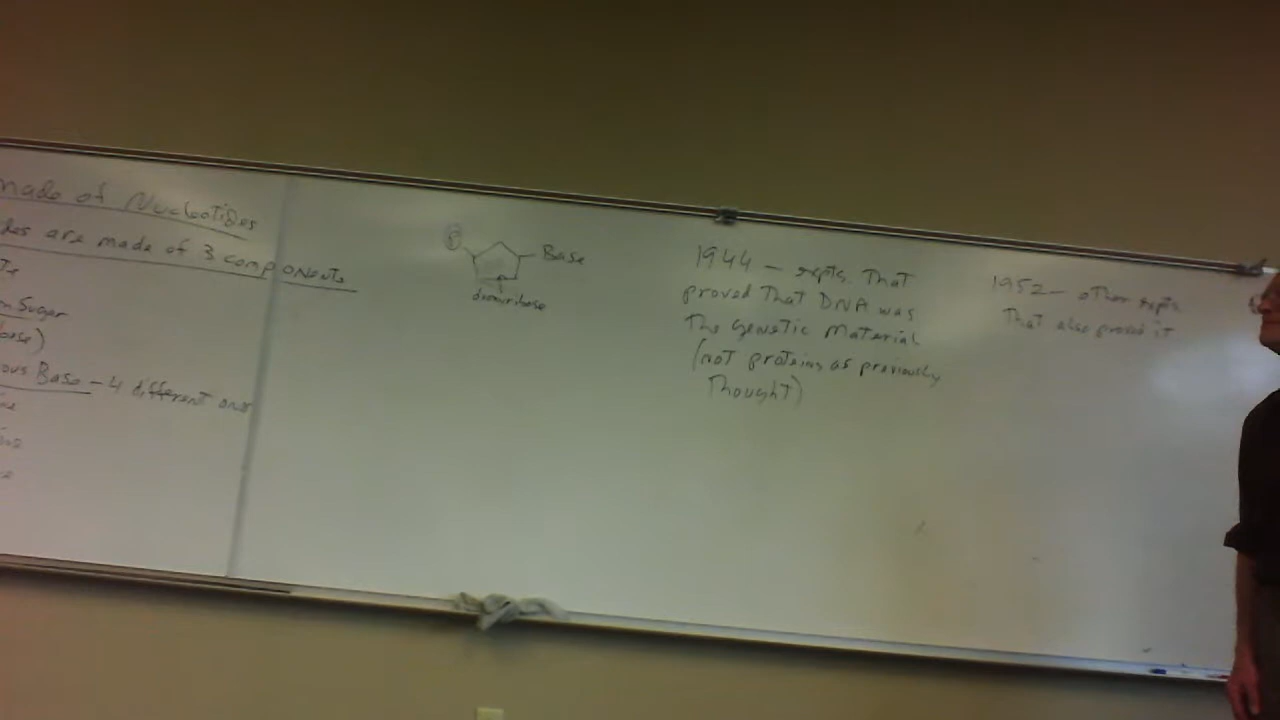 made of Nucleotides
des are made of 3 components
Sugar
ose)
ous Base - 4 different ones
P
Base
deoxyribose
1944 - expts. That
proved That DNA was
The genetic Material
(not proteins as previously
Thought)
1952 - other expts
That also proved it